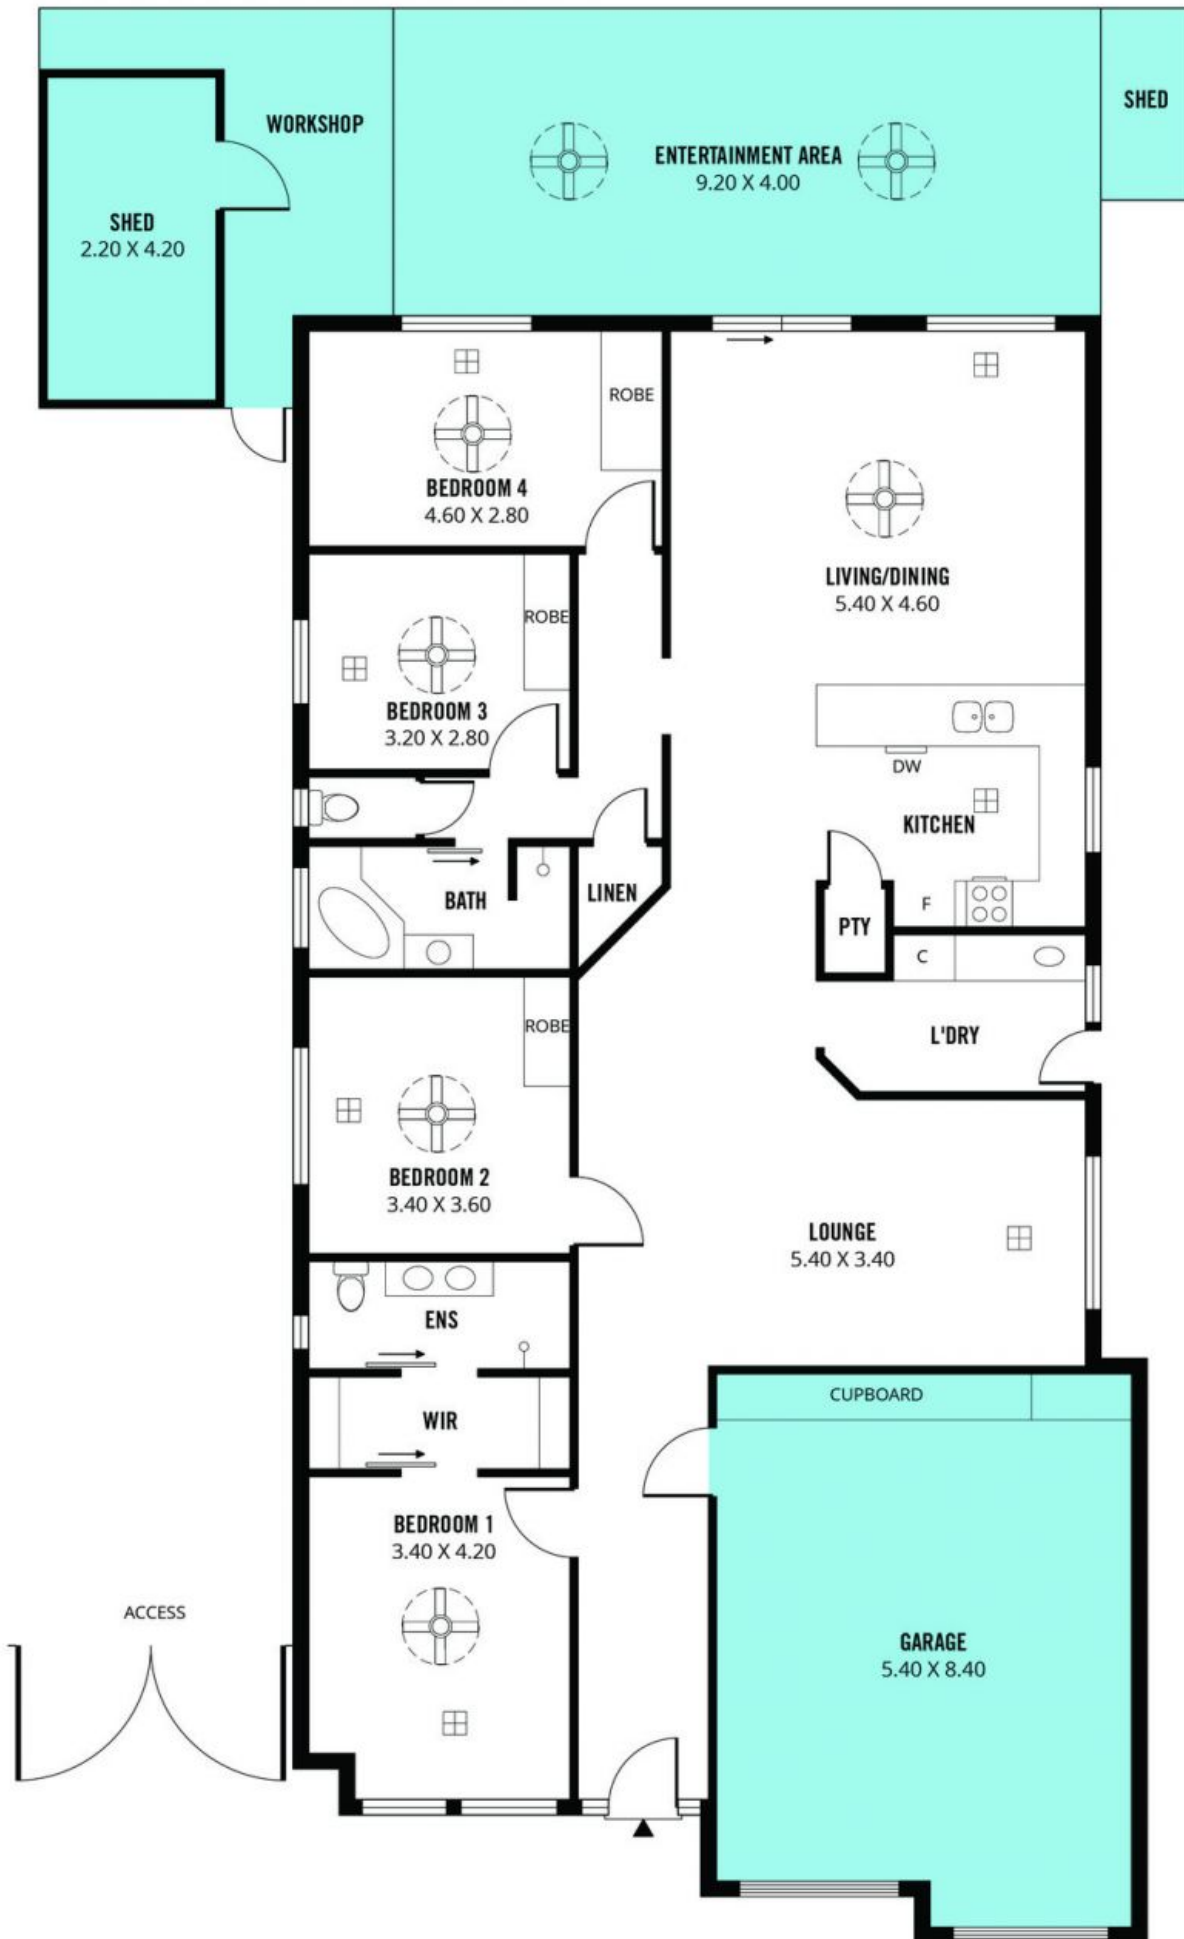 SHED
WORKSHOP
ENTERTAINMENT AREA
9.20 X 4.00
SHED
2.20 X 4.20
ROBE
BEDROOM 4
4.60 X 2.80
LIVING/DINING
5.40 X 4.60
ROBE
BEDROOM 3
3.20 X 2.80
DW
KITCHEN
BATH
LINEN
F
PTY
C
ROBE
L'DRY
BEDROOM 2
3.40 X 3.60
LOUNGE
5.40 X 3.40
ENS
CUPBOARD
WIR
BEDROOM 1
3.40 X 4.20
ACCESS
GARAGE
5.40 X 8.40